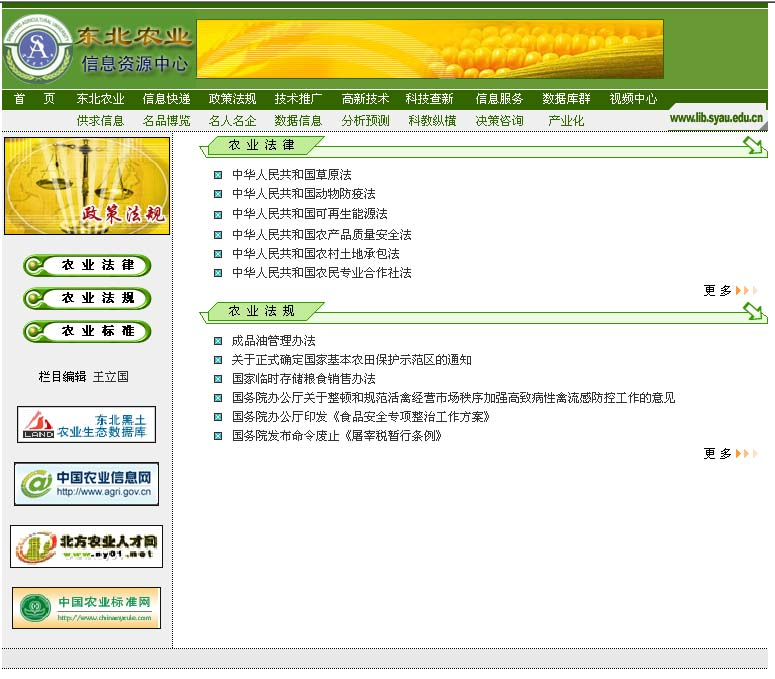 东北农业
信息资源中心
首 页 东北农业 信息快递 政策法规 技术推广 高新技术 科技查新 信息服务 数据库群 视频中心
供求信息 名品博览 名人名企 数据信息 分析预测 科教纵横 决策咨询 产业化
www.lib.syau.edu.cn
政策法规
农业法律
农业法规
农业标准
栏目编辑 王立国
LAND
东北黑土
农业生态数据库
中国农业信息网
http://www.agri.gov.cn
北方农业人才网
www.ny01.net
中国农业标准网
http://www.chinanyrule.com
农业法律
中华人民共和国草原法
中华人民共和国动物防疫法
中华人民共和国可再生能源法
中华人民共和国农产品质量安全法
中华人民共和国农村土地承包法
中华人民共和国农民专业合作社法
更多
农业法规
成品油管理办法
关于正式确定国家基本农田保护示范区的通知
国家临时存储粮食销售办法
国务院办公厅关于整顿和规范活禽经营市场秩序加强高致病性禽流感防控工作的意见
国务院办公厅印发《食品安全专项整治工作方案》
国务院发布命令废止《屠宰税暂行条例》
更多